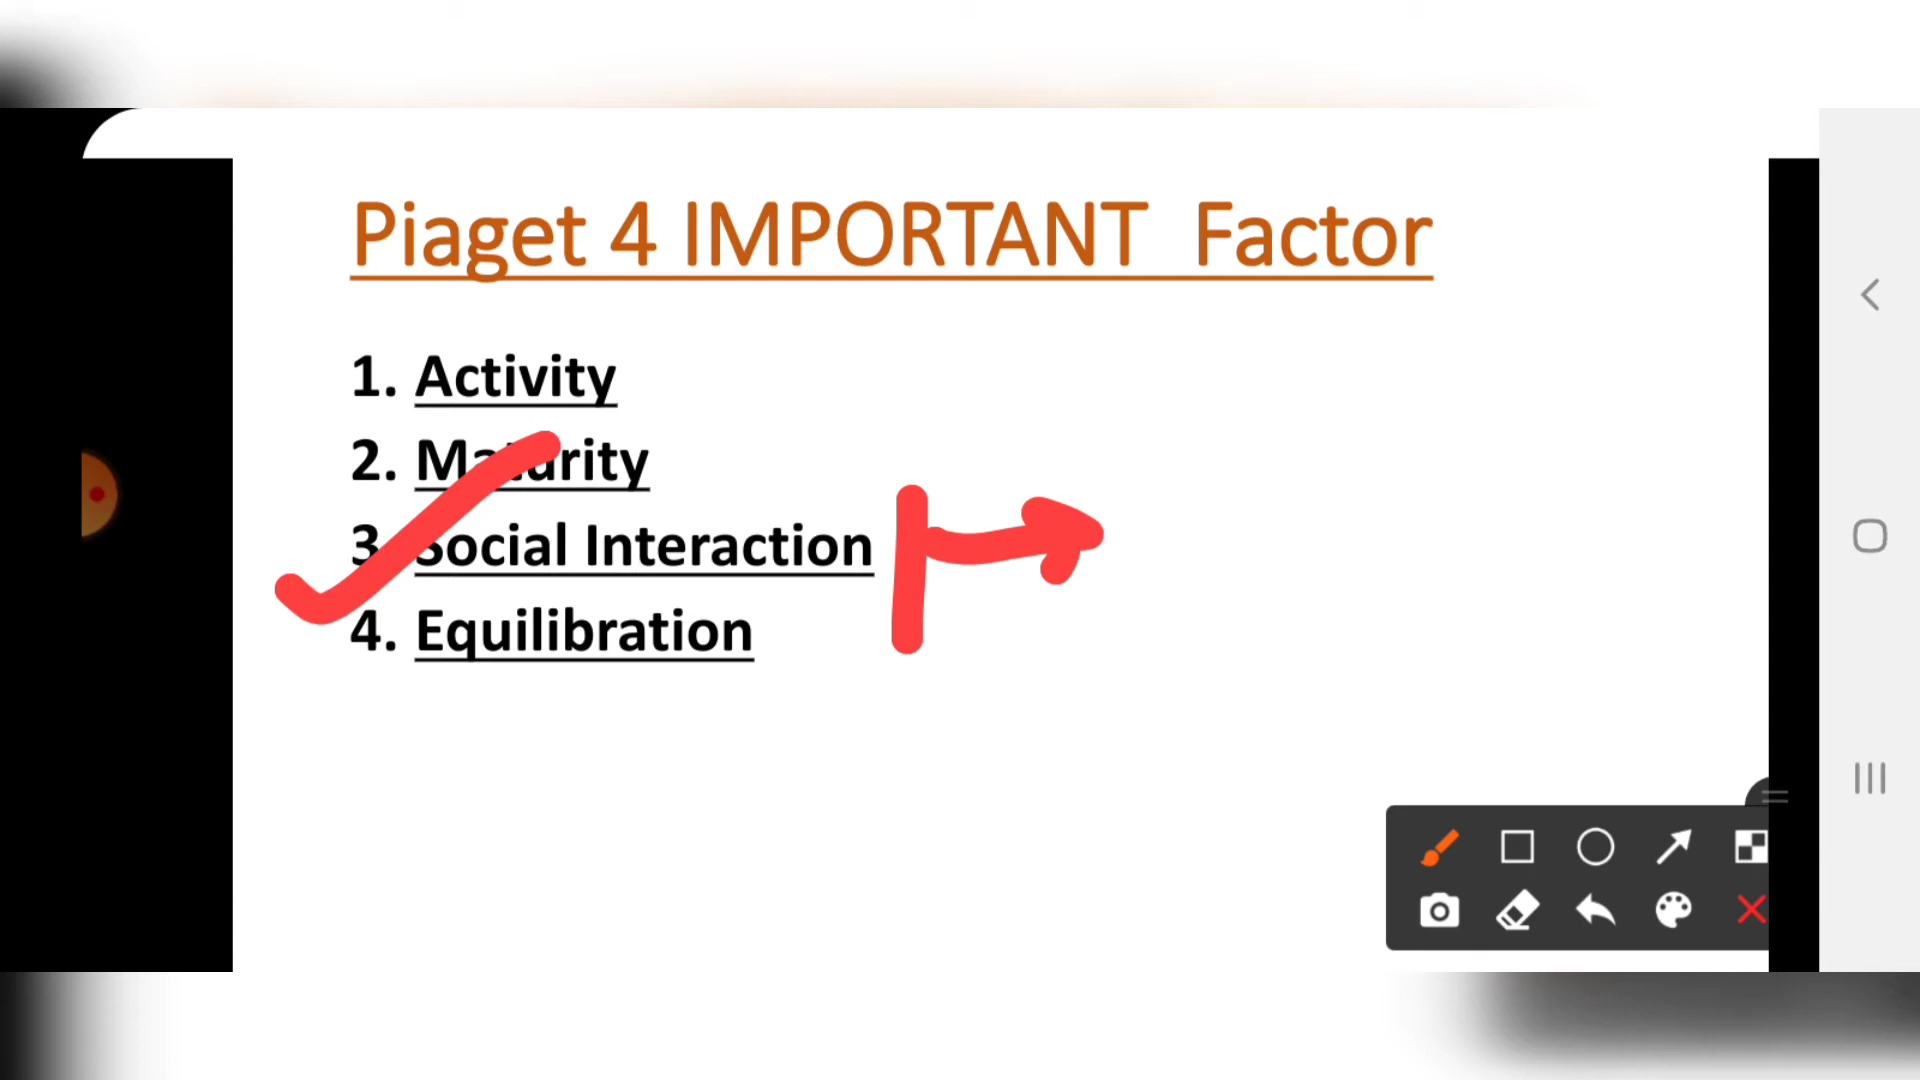 Piaget 4 IMPORTANT Factor
1. Activity
2. Maturity
3. Social Interaction
4. Equilibration